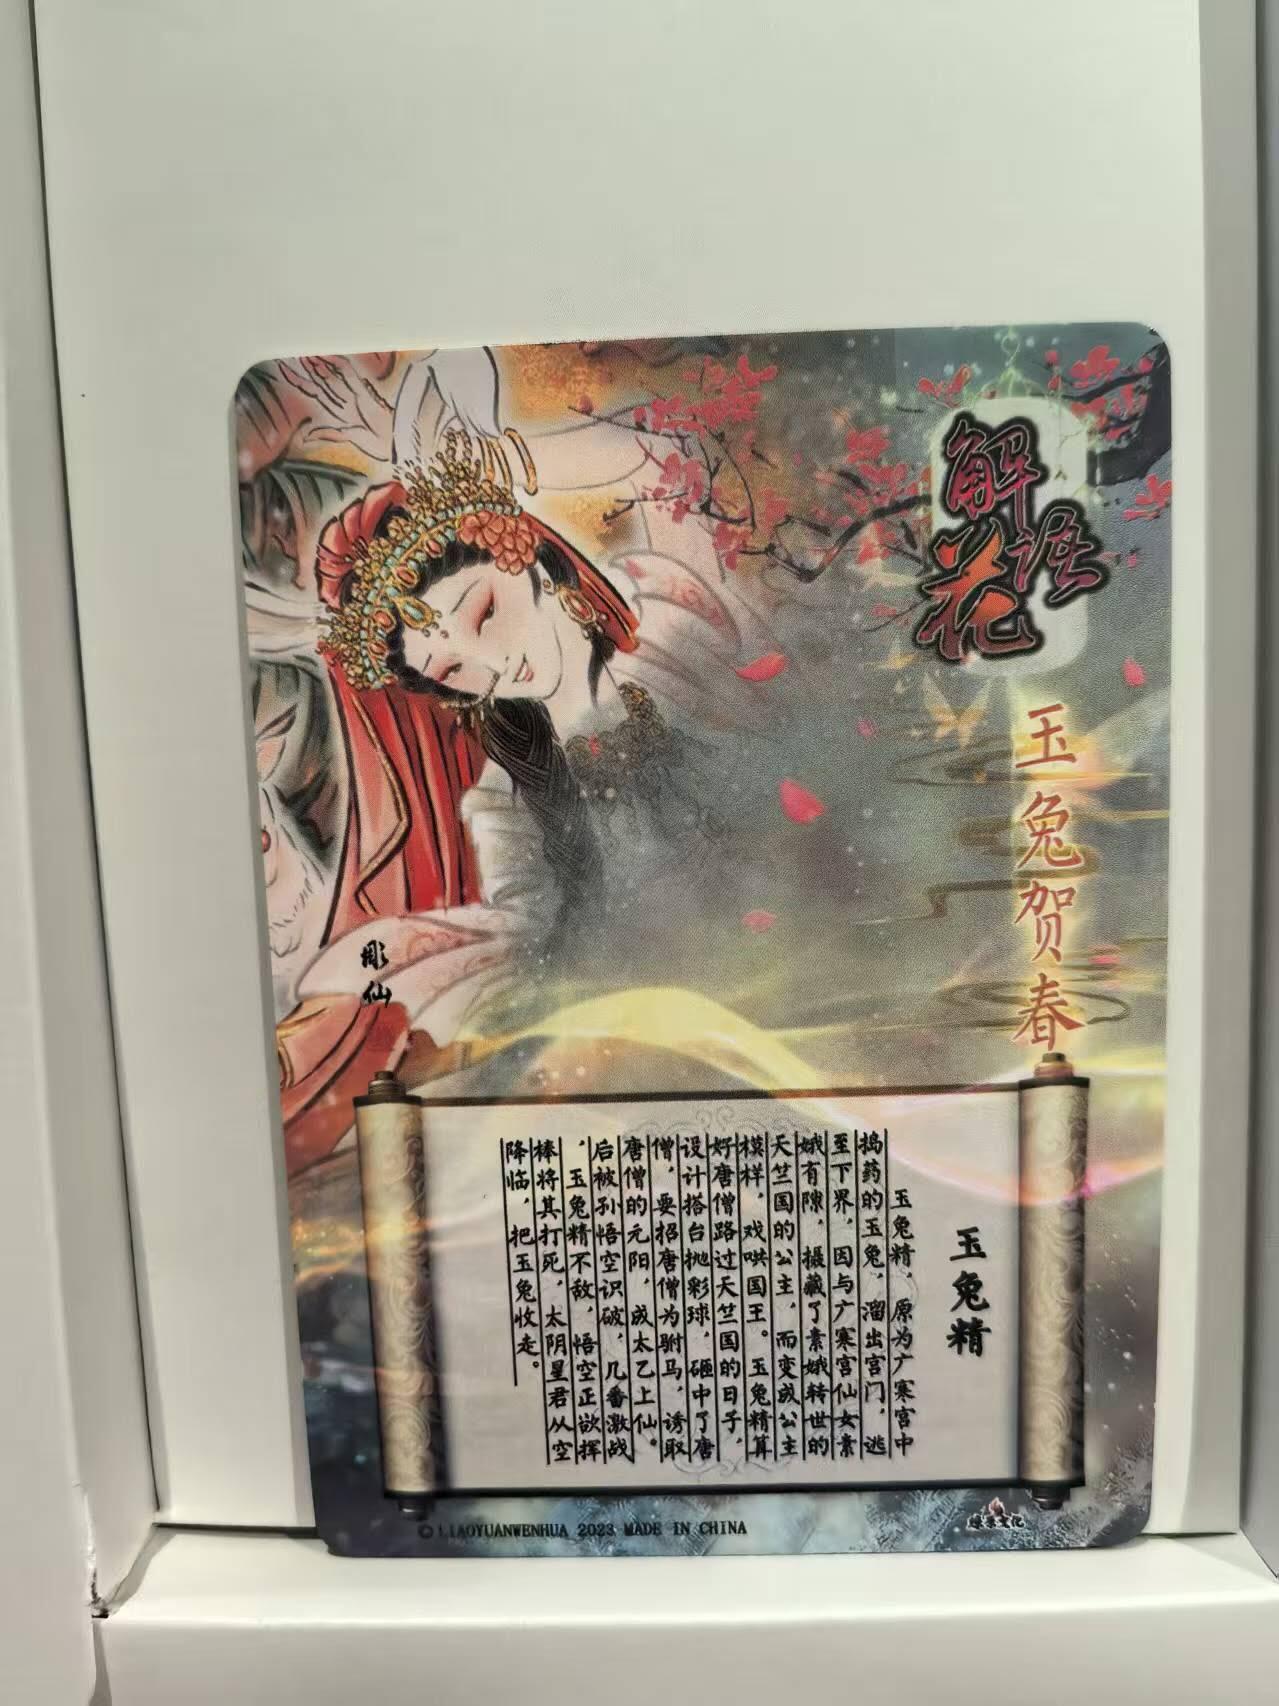 解语花
玉兔贺春
彫仙
玉兔精
玉兔精，原为广寒宫中
捣药的玉兔，溜出宫门，逃
至下界，因与广寒宫仙女素
娥有隙，摄藏了素娥转世的
天竺国的公主，而变成公主
模样，戏哄国王。玉兔精算
好唐僧路过天竺国的日子，
设计搭台抛彩球，砸中了唐
僧，要招唐僧为驸马，诱取
唐僧的元阳，成太乙上仙。
后被孙悟空识破，几番激战
，玉兔精不敌，悟空正欲挥
棒将其打死，太阴星君从空
降临，把玉兔收走。
© LIAOYUANWENHUA 2023 MADE IN CHINA
燎原文化